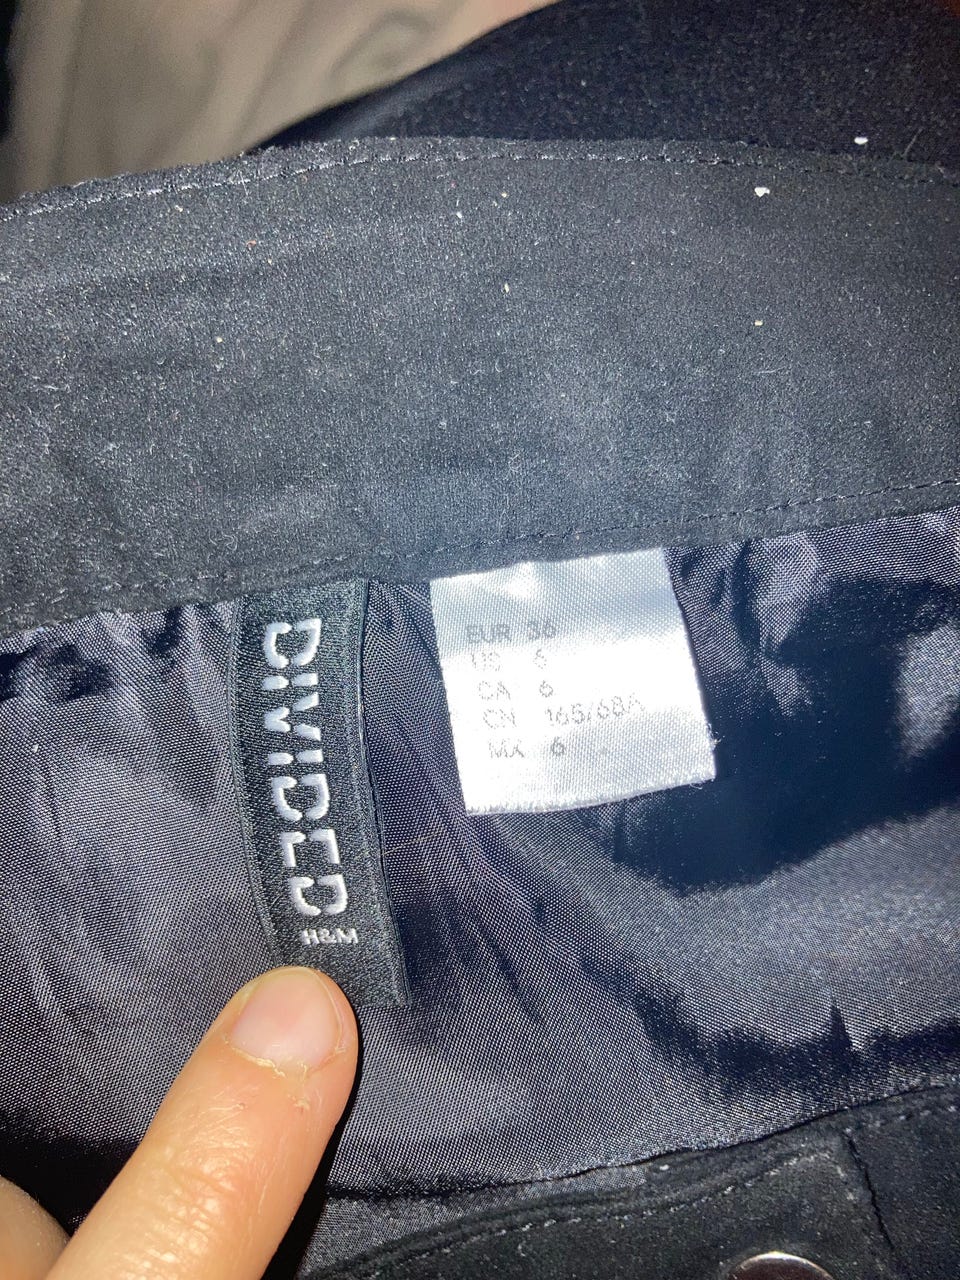 DIVIDED
H&M
EUR 36
US 6
CA 6
CN 165/68A
MX 6